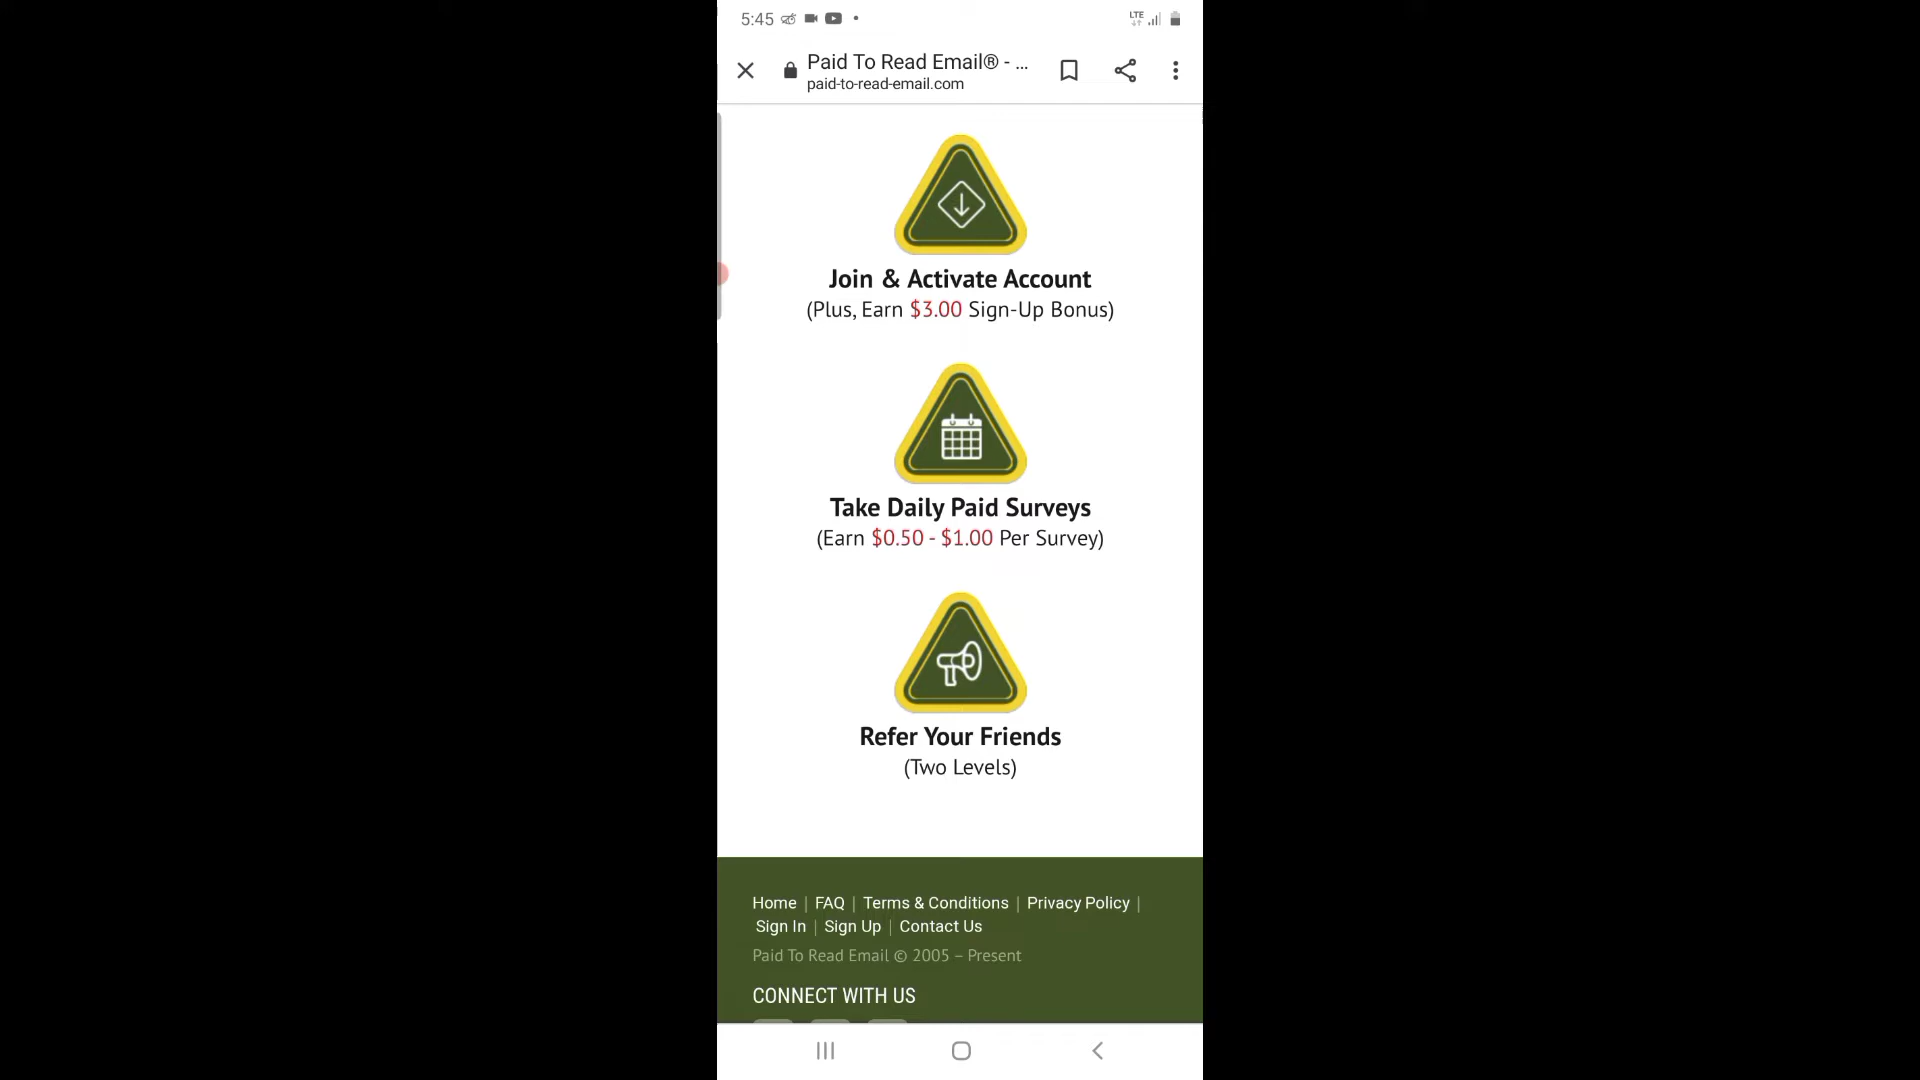 5:45
LTE
Paid To Read Email® - ...
paid-to-read-email.com
Join & Activate Account
(Plus, Earn $3.00 Sign-Up Bonus)
Take Daily Paid Surveys
(Earn $0.50 - $1.00 Per Survey)
Refer Your Friends
(Two Levels)
Home | FAQ | Terms & Conditions | Privacy Policy |
Sign In | Sign Up | Contact Us
Paid To Read Email © 2005 – Present
CONNECT WITH US